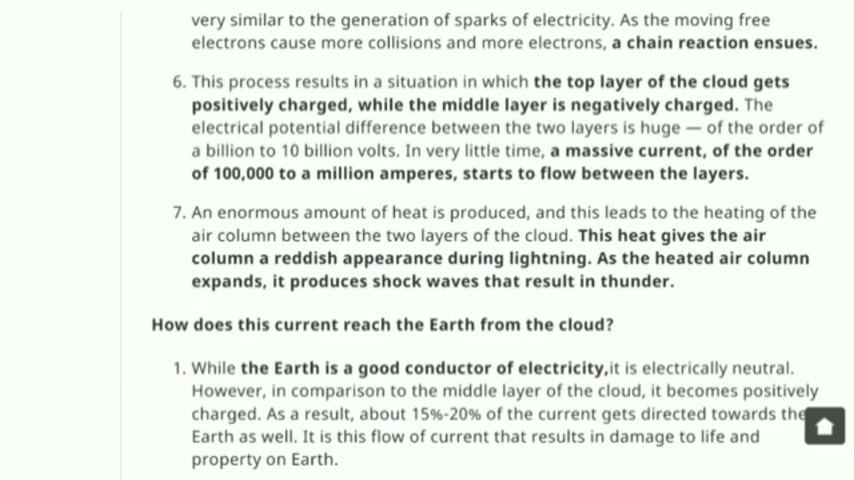 very similar to the generation of sparks of electricity. As the moving free
electrons cause more collisions and more electrons, a chain reaction ensues.
6. This process results in a situation in which the top layer of the cloud gets
positively charged, while the middle layer is negatively charged. The
electrical potential difference between the two layers is huge — of the order of
a billion to 10 billion volts. In very little time, a massive current, of the order
of 100,000 to a million amperes, starts to flow between the layers.
7. An enormous amount of heat is produced, and this leads to the heating of the
air column between the two layers of the cloud. This heat gives the air
column a reddish appearance during lightning. As the heated air column
expands, it produces shock waves that result in thunder.
How does this current reach the Earth from the cloud?
1. While the Earth is a good conductor of electricity,it is electrically neutral.
However, in comparison to the middle layer of the cloud, it becomes positively
charged. As a result, about 15%-20% of the current gets directed towards the
Earth as well. It is this flow of current that results in damage to life and
property on Earth.